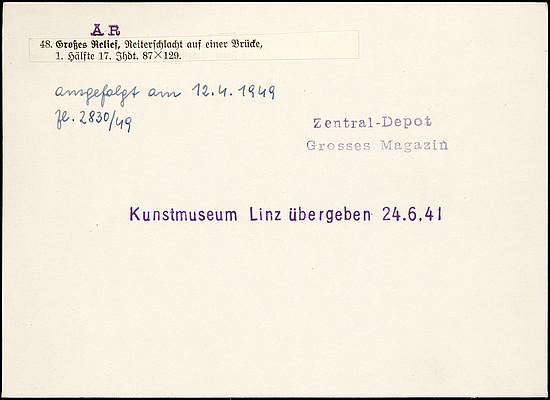 AR
48. Großes Relief, Reiterschlacht auf einer Brücke,
1. Hälfte 17. Jhdt. 87×129.
ausgefolgt am 12.4.1949
Zl. 2830/49
Zentral-Depot
Grosses Magazin
Kunstmuseum Linz übergeben 24.6.41